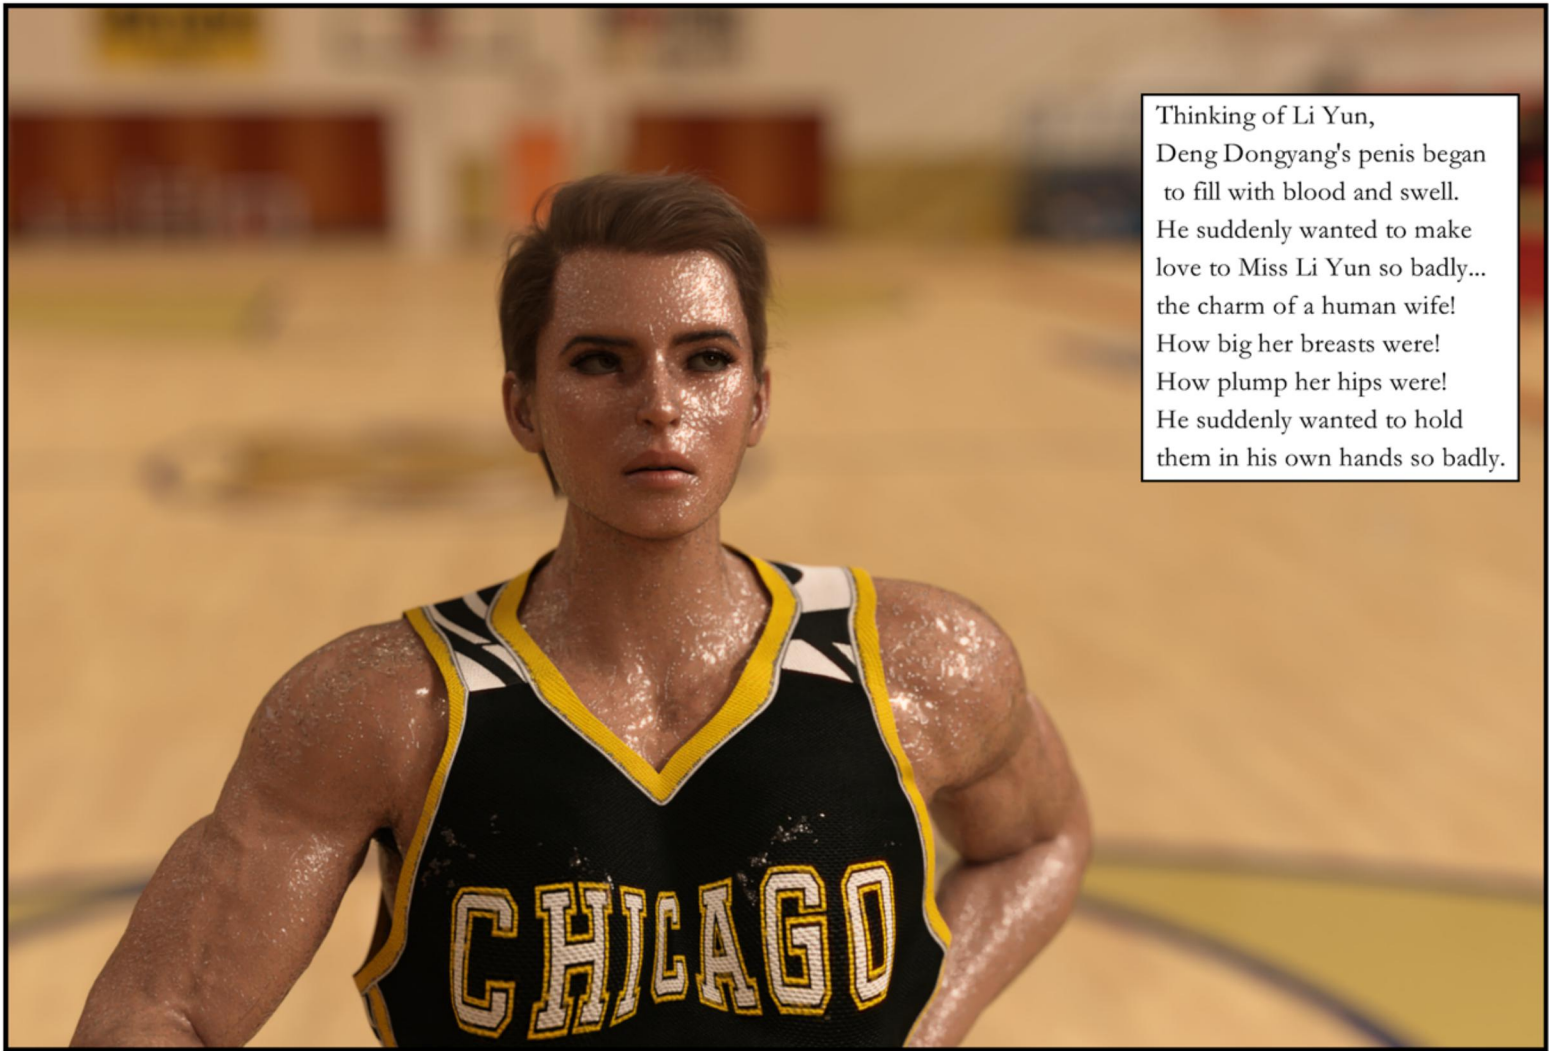 Thinking of Li Yun,
Deng Dongyang's penis began
to fill with blood and swell.
He suddenly wanted to make
love to Miss Li Yun so badly...
the charm of a human wife!
How big her breasts were!
How plump her hips were!
He suddenly wanted to hold
them in his own hands so badly.
CHICAGO